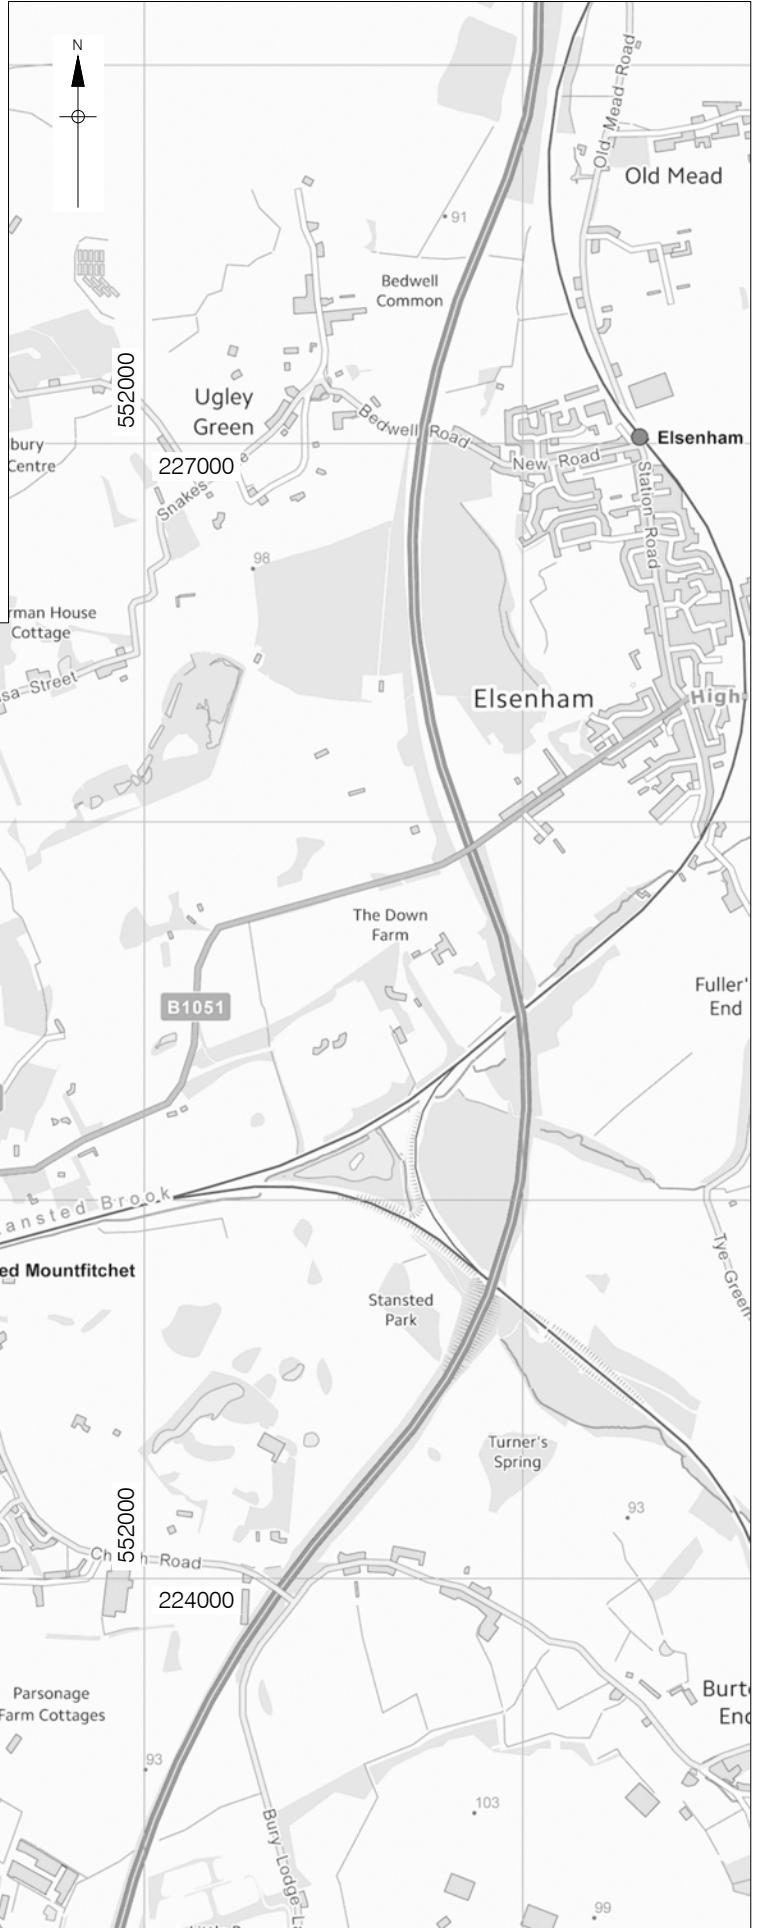 N
Old Mead Road
Old Mead
91
Bedwell
Common
552000
Ugley
Green
Bedwell Road
Elsenham
bury
Centre
227000
New Road
Station Road
Snakes
e
98
rman House
Cottage
sa Street
Elsenham
High
The Down
Farm
B1051
Fuller'
End
ansted Brook
Tye Green
ed Mountfitchet
Stansted
Park
Turner's
Spring
552000
93
Ch h Road
224000
Parsonage
Farm Cottages
Burt
End
93
103
Bury Lodge L
99